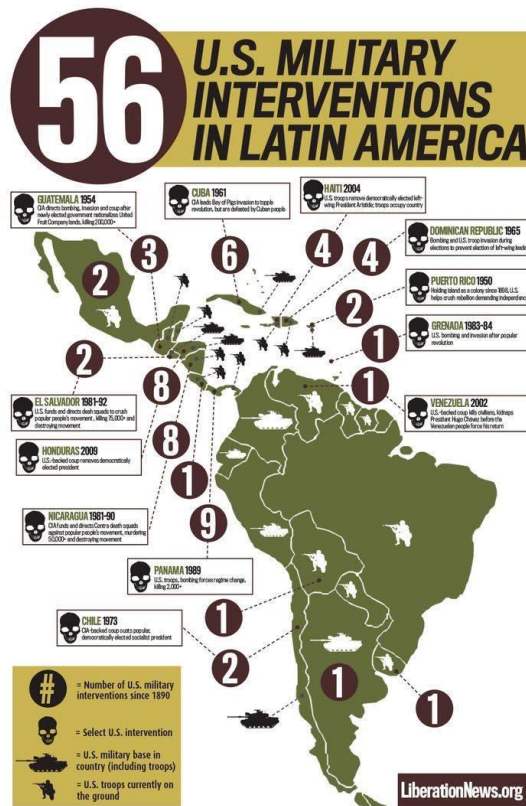 56
U.S. MILITARY
INTERVENTIONS
IN LATIN AMERICA
GUATEMALA 1954
CIA directs bombing, invasion and coup after
newly elected government nationalizes United
Fruit Company lands, killing 200,000+
CUBA 1961
CIA leads Bay of Pigs invasion to topple
revolution, but are defeated by Cuban people
HAITI 2004
U.S. troops remove democratically elected left-
wing President Aristide; troops occupy country
DOMINICAN REPUBLIC 1965
Bombing and U.S. troop invasion during
elections to prevent election of left-wing leader
PUERTO RICO 1950
Holding island as a colony since 1898, U.S.
helps crush rebellion demanding independence
GRENADA 1983-84
U.S. bombing and invasion after popular
revolution
2
3
6
4
4
2
1
2
8
1
EL SALVADOR 1981-92
U.S. funds and directs death squads to crush
popular people's movement, killing 75,000+ and
destroying movement
VENEZUELA 2002
U.S.-backed coup kills civilians, kidnaps
President Hugo Chávez before the
Venezuelan people force his return
HONDURAS 2009
U.S.-backed coup removes democratically
elected president
8
1
9
NICARAGUA 1981-90
CIA funds and directs Contra death squads
against popular people's movement, murdering
50,000+ and destroying movement
PANAMA 1989
U.S. troops, bombing forces regime change,
killing 2,000+
CHILE 1973
CIA-backed coup ousts popular,
democratically elected socialist president
1
2
1
1
#
= Number of U.S. military
interventions since 1890
= Select U.S. intervention
= U.S. military base in
country (including troops)
= U.S. troops currently on
the ground
LiberationNews.org